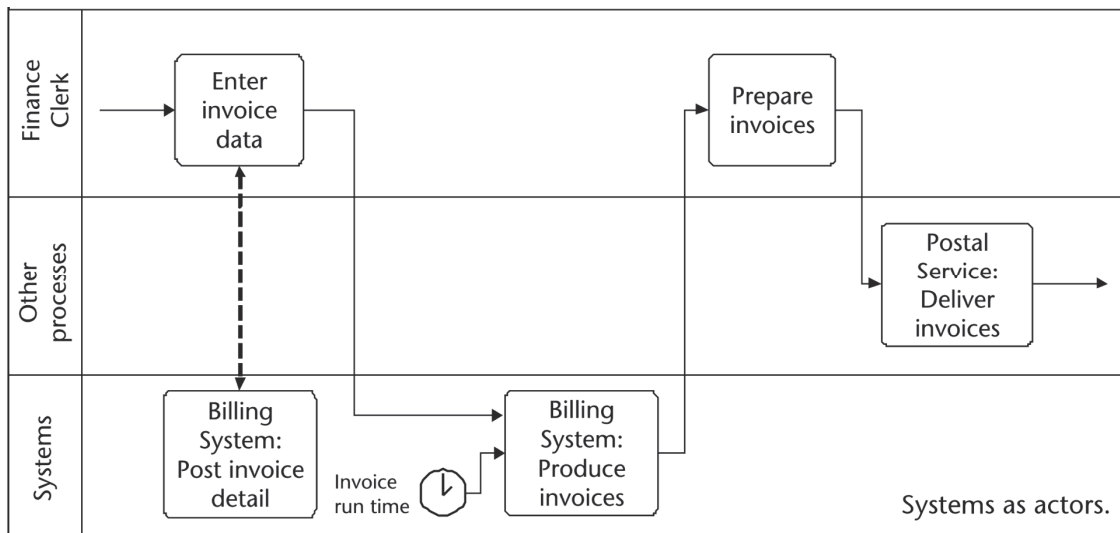 Finance
Clerk
Enter
invoice
data
Prepare
invoices
Other
processes
Postal
Service:
Deliver
invoices
Systems
Billing
System:
Post invoice
detail
Invoice
run time
Billing
System:
Produce
invoices
Systems as actors.